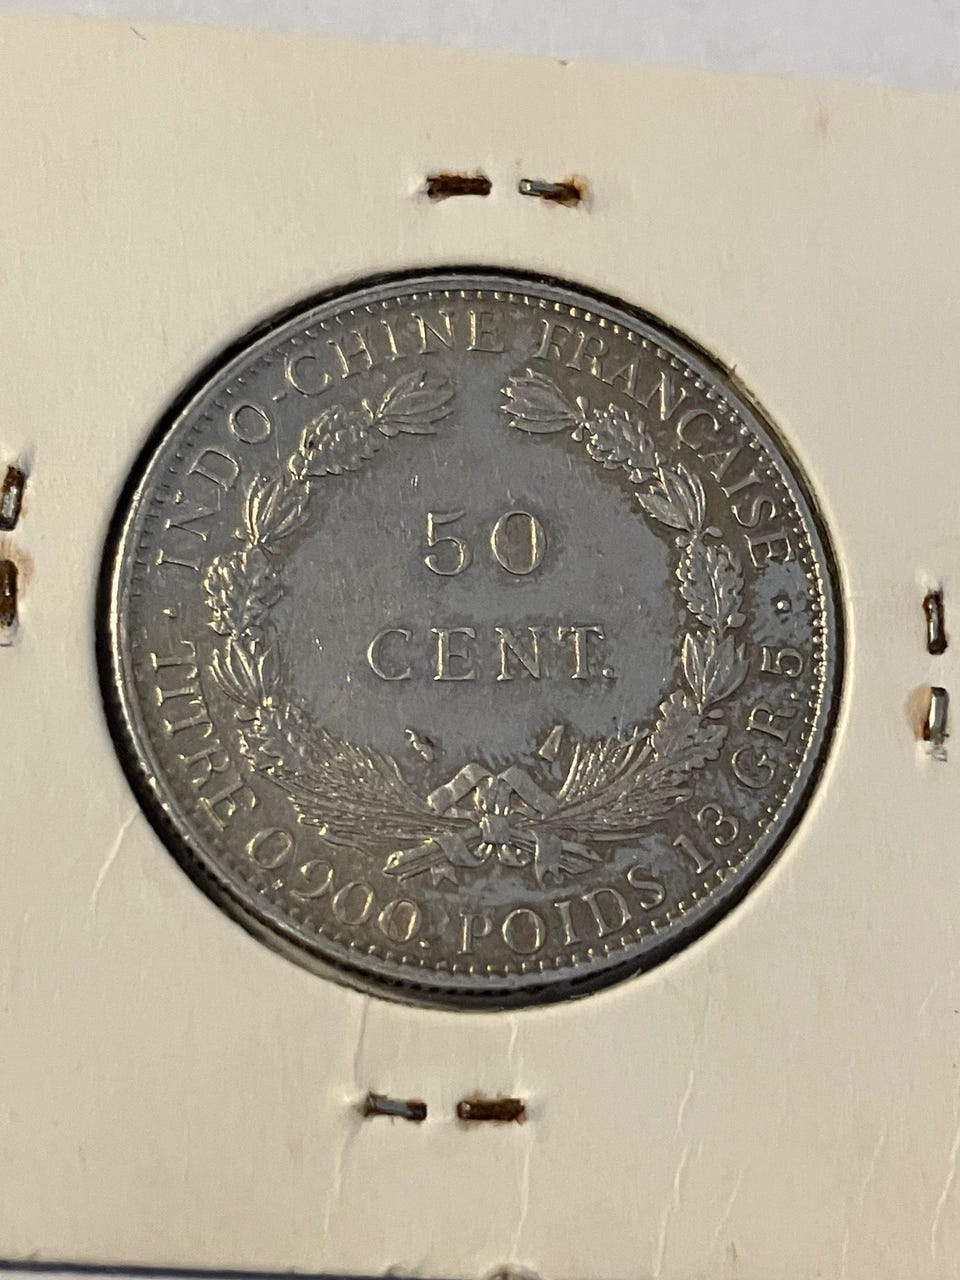 INDO-CHINE FRANÇAISE
50
CENT.
A
TITRE 0,900. POIDS 13 GR. 5